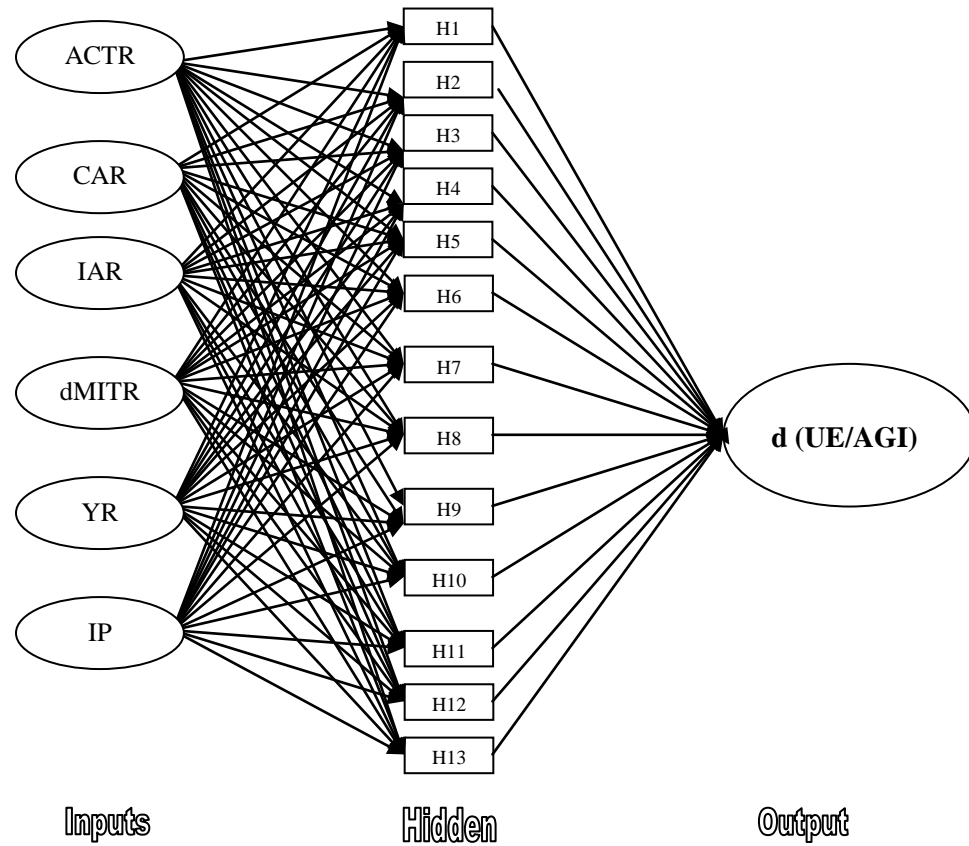 ACTR
CAR
IAR
dMITR
YR
IP
H1
H2
H3
H4
H5
H6
H7
H8
H9
H10
H11
H12
H13
d (UE/AGI)
Inputs
Hidden
Output